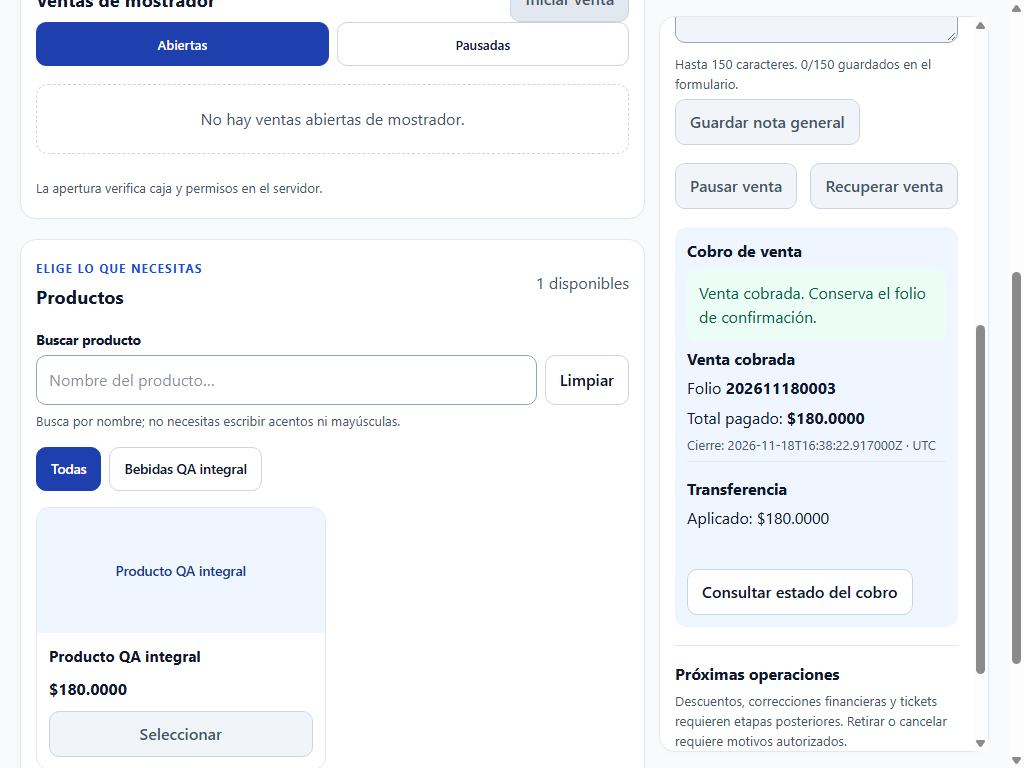 Ventas de mostrador
Iniciar venta
Abiertas
Pausadas
No hay ventas abiertas de mostrador.
La apertura verifica caja y permisos en el servidor.
ELIGE LO QUE NECESITAS
Productos
1 disponibles
Buscar producto
Nombre del producto...
Limpiar
Busca por nombre; no necesitas escribir acentos ni mayúsculas.
Todas
Bebidas QA integral
Producto QA integral
Producto QA integral
$180.0000
Seleccionar
Hasta 150 caracteres. 0/150 guardados en el
formulario.
Guardar nota general
Pausar venta
Recuperar venta
Cobro de venta
Venta cobrada. Conserva el folio
de confirmación.
Venta cobrada
Folio 202611180003
Total pagado: $180.0000
Cierre: 2026-11-18T16:38:22.917000Z · UTC
Transferencia
Aplicado: $180.0000
Consultar estado del cobro
Próximas operaciones
Descuentos, correcciones financieras y tickets
requieren etapas posteriores. Retirar o cancelar
requiere motivos autorizados.